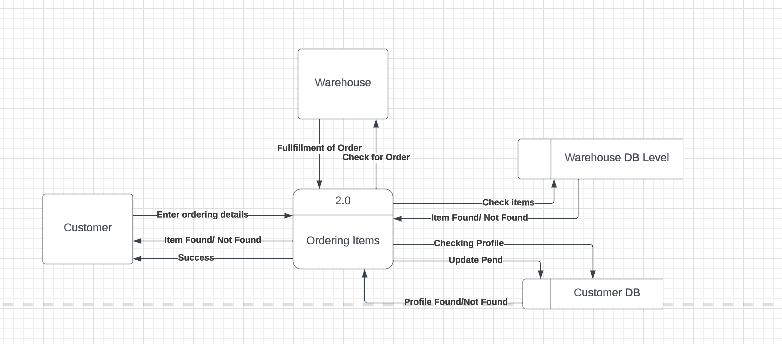 Warehouse
Fullfillment of Order
Check for Order
Warehouse DB Level
2.0
Check items
Customer
Enter ordering details
Item Found/ Not Found
Item Found/ Not Found
Ordering Items
Checking Profile
Success
Update Pend
Customer DB
Profile Found/Not Found